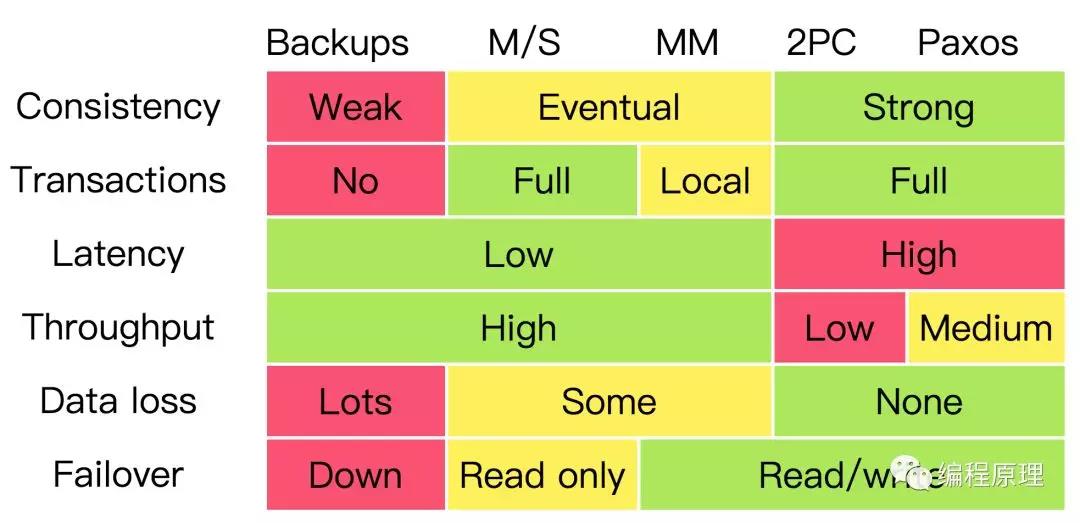 Backups M/S MM 2PC Paxos
Consistency Weak Eventual Strong
Transactions No Full Local Full
Latency Low High
Throughput High Low Medium
Data loss Lots Some None
Failover Down Read only Read/write
编程原理